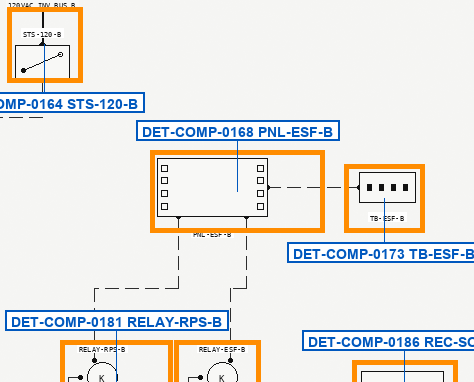 120VAC INV BUS B
STS-120-B
OMP-0164 STS-120-B
DET-COMP-0168 PNL-ESF-B
TB-ESF-B
PNL-ESF-B
DET-COMP-0173 TB-ESF-B
DET-COMP-0181 RELAY-RPS-B
DET-COMP-0186 REC-SC
RELAY-RPS-B
RELAY-ESF-B
K
K